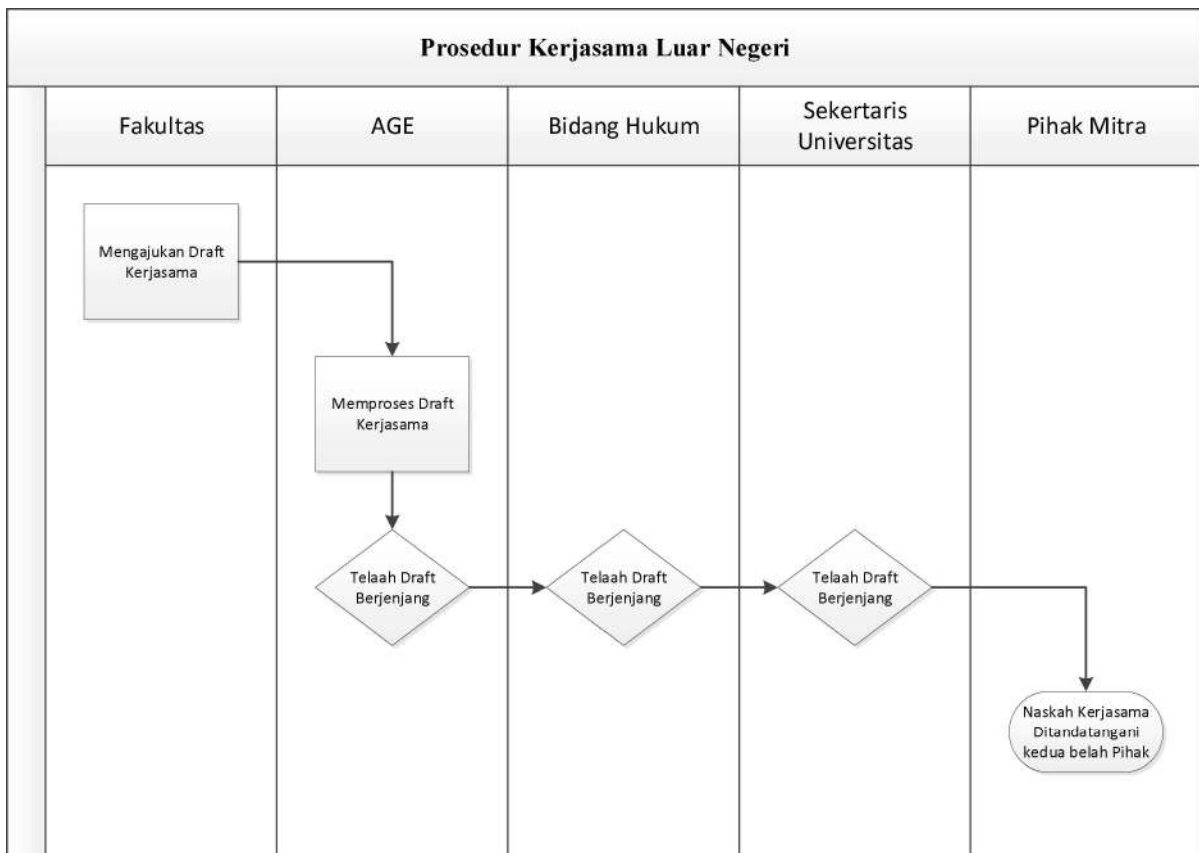 Prosedur Kerjasama Luar Negeri
Fakultas
AGE
Bidang Hukum
Sekertaris
Universitas
Pihak Mitra
Mengajukan Draft
Kerjasama
Memproses Draft
Kerjasama
Telaah Draft
Berjenjang
Telaah Draft
Berjenjang
Telaah Draft
Berjenjang
Naskah Kerjasama
Ditandatangani
kedua belah Pihak